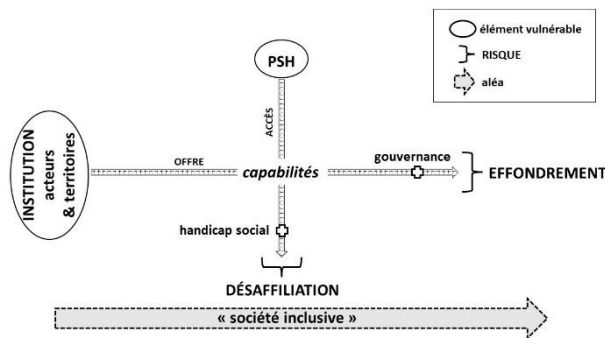 élément vulnérable
RISQUE
aléa
PSH
ACCÈS
INSTITUTION
acteurs
& territoires
OFFRE
capabilités
gouvernance
EFFONDREMENT
handicap social
DÉSAFFILIATION
« société inclusive »